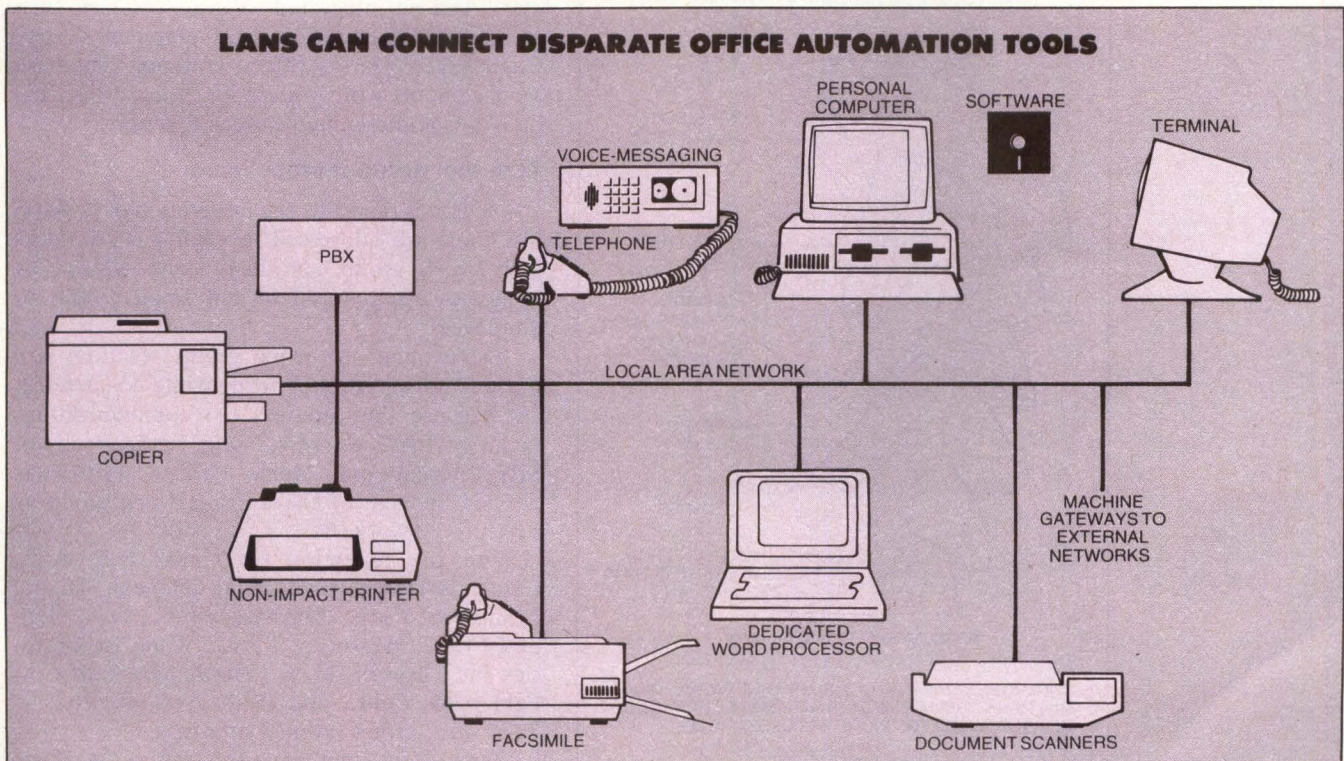 LANS CAN CONNECT DISPARATE OFFICE AUTOMATION TOOLS
PERSONAL
COMPUTER
SOFTWARE
TERMINAL
VOICE-MESSAGING
TELEPHONE
PBX
LOCAL AREA NETWORK
COPIER
NON-IMPACT PRINTER
FACSIMILE
DEDICATED
WORD PROCESSOR
MACHINE
GATEWAYS TO
EXTERNAL
NETWORKS
DOCUMENT SCANNERS